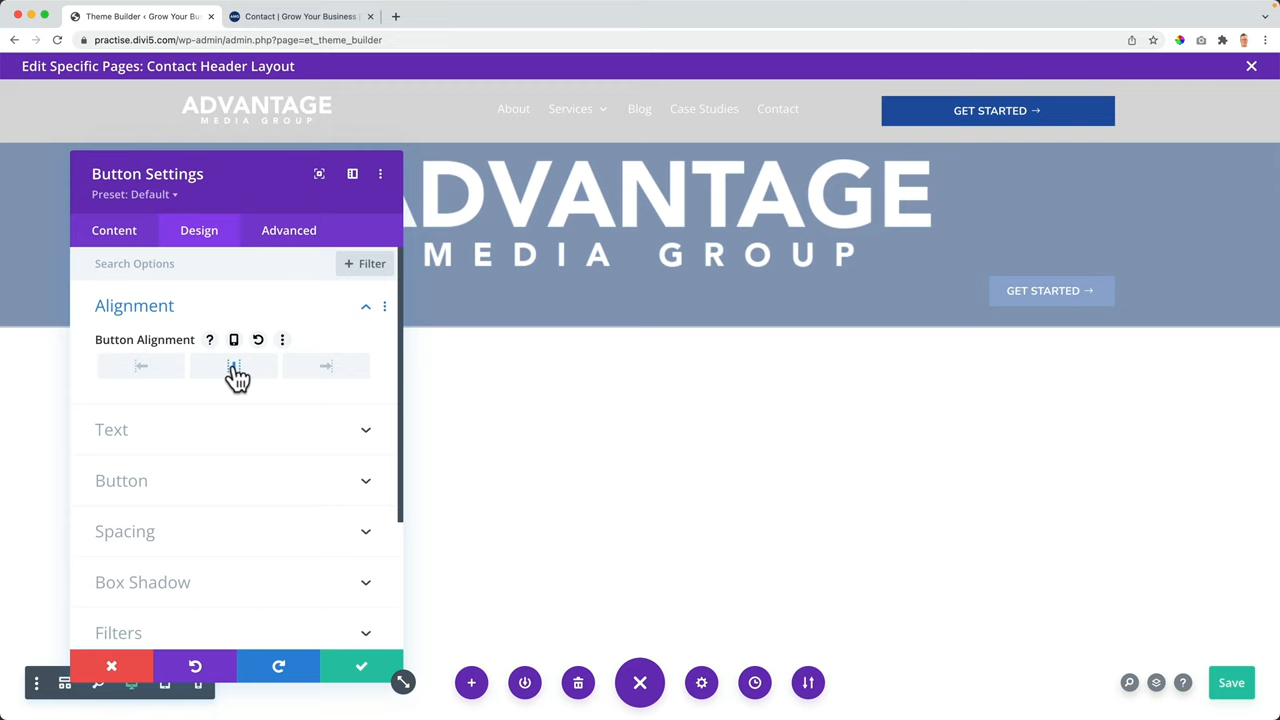 Theme Builder ‹ Grow Your Bus
Contact | Grow Your Business |
practise.divi5.com/wp-admin/admin.php?page=et_theme_builder
Edit Specific Pages: Contact Header Layout
ADVANTAGE
MEDIA GROUP
About
Services
Blog
Case Studies
Contact
GET STARTED →
ADVANTAGE
MEDIA GROUP
GET STARTED →
Button Settings
Preset: Default
Content
Design
Advanced
Search Options
+ Filter
Alignment
Button Alignment
Text
Button
Spacing
Box Shadow
Filters
Save